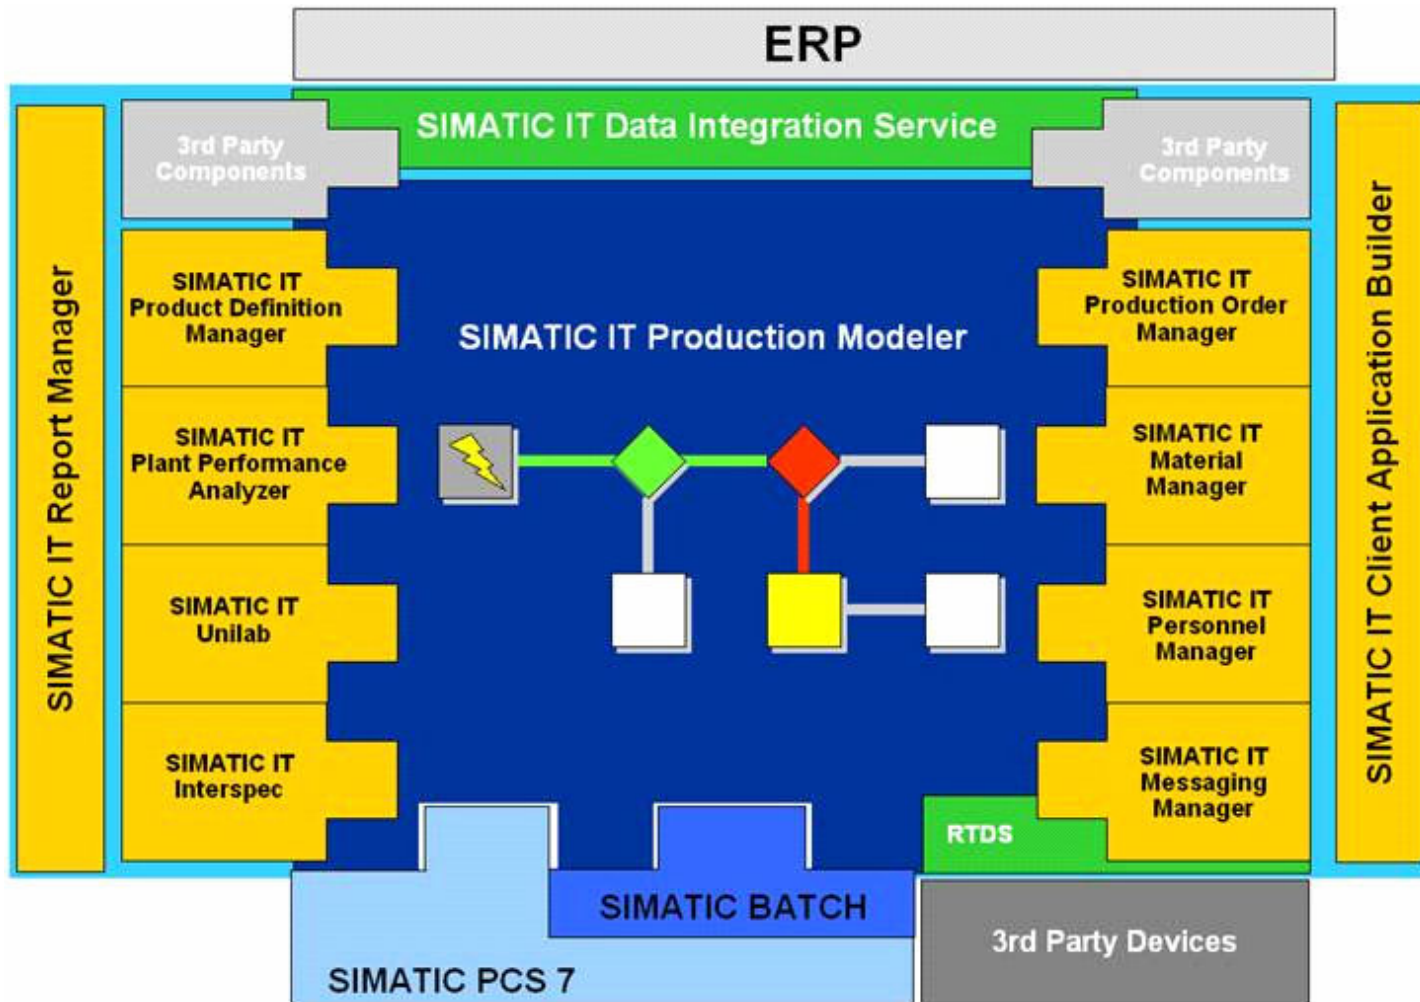 ERP
SIMATIC IT Data Integration Service
3rd Party
Components
3rd Party
Components
SIMATIC IT Report Manager
SIMATIC IT
Product Definition
Manager
SIMATIC IT
Plant Performance
Analyzer
SIMATIC IT
Unilab
SIMATIC IT
Interspec
SIMATIC IT Production Modeler
SIMATIC IT
Production Order
Manager
SIMATIC IT
Material
Manager
SIMATIC IT
Personnel
Manager
SIMATIC IT
Messaging
Manager
SIMATIC IT Client Application Builder
RTDS
SIMATIC BATCH
SIMATIC PCS 7
3rd Party Devices